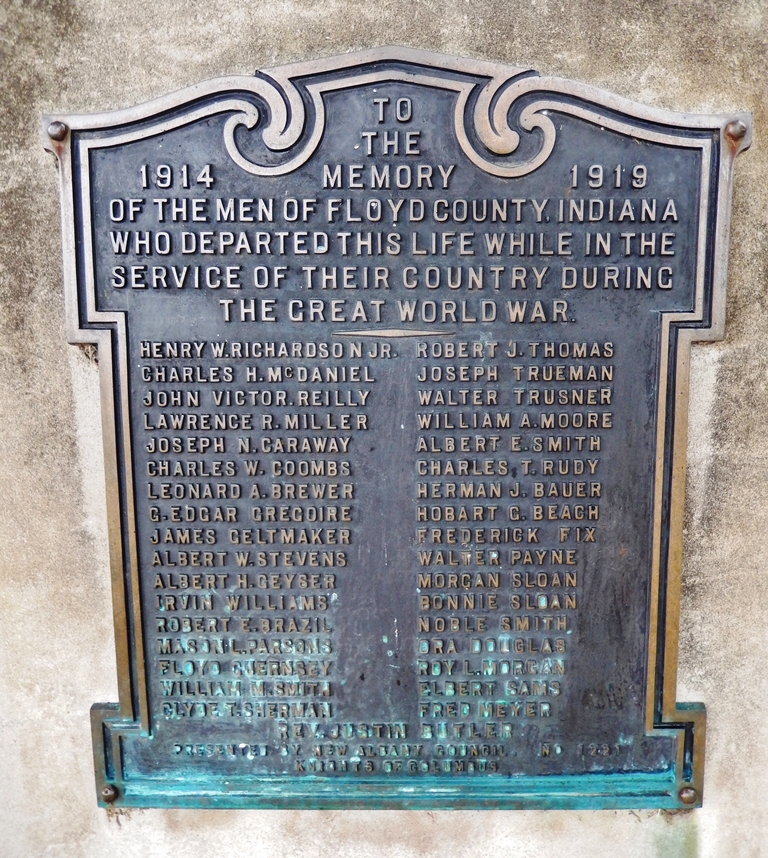 TO
THE
1914 MEMORY 1919
OF THE MEN OF FLOYD COUNTY, INDIANA
WHO DEPARTED THIS LIFE WHILE IN THE
SERVICE OF THEIR COUNTRY DURING
THE GREAT WORLD WAR.
HENRY W. RICHARDSON JR.
CHARLES H. McDANIEL
JOHN VICTOR REILLY
LAWRENCE R. MILLER
JOSEPH N. CARAWAY
CHARLES W. COOMBS
LEONARD A. BREWER
G. EDGAR GREGOIRE
JAMES GELTMAKER
ALBERT W. STEVENS
ALBERT H. GEYSER
IRVIN WILLIAMS
ROBERT E. BRAZIL
MASON L. PARSONS
FLOYD GUERNSEY
WILLIAM M. SMITH
CLYDE T. SHERMAN
ROBERT J. THOMAS
JOSEPH TRUEMAN
WALTER TRUSNER
WILLIAM A. MOORE
ALBERT E. SMITH
CHARLES T. RUDY
HERMAN J. BAUER
HOBART G. BEACH
FREDERICK FIX
WALTER PAYNE
MORGAN SLOAN
BONNIE SLOAN
NOBLE SMITH
ORA DOUGLAS
ROY L. MORGAN
ELBERT SAMS
FRED MEYER
REV. JUSTIN BUTLER
PRESENTED BY NEW ALBANY COUNCIL, No
KNIGHTS OF COLUMBUS